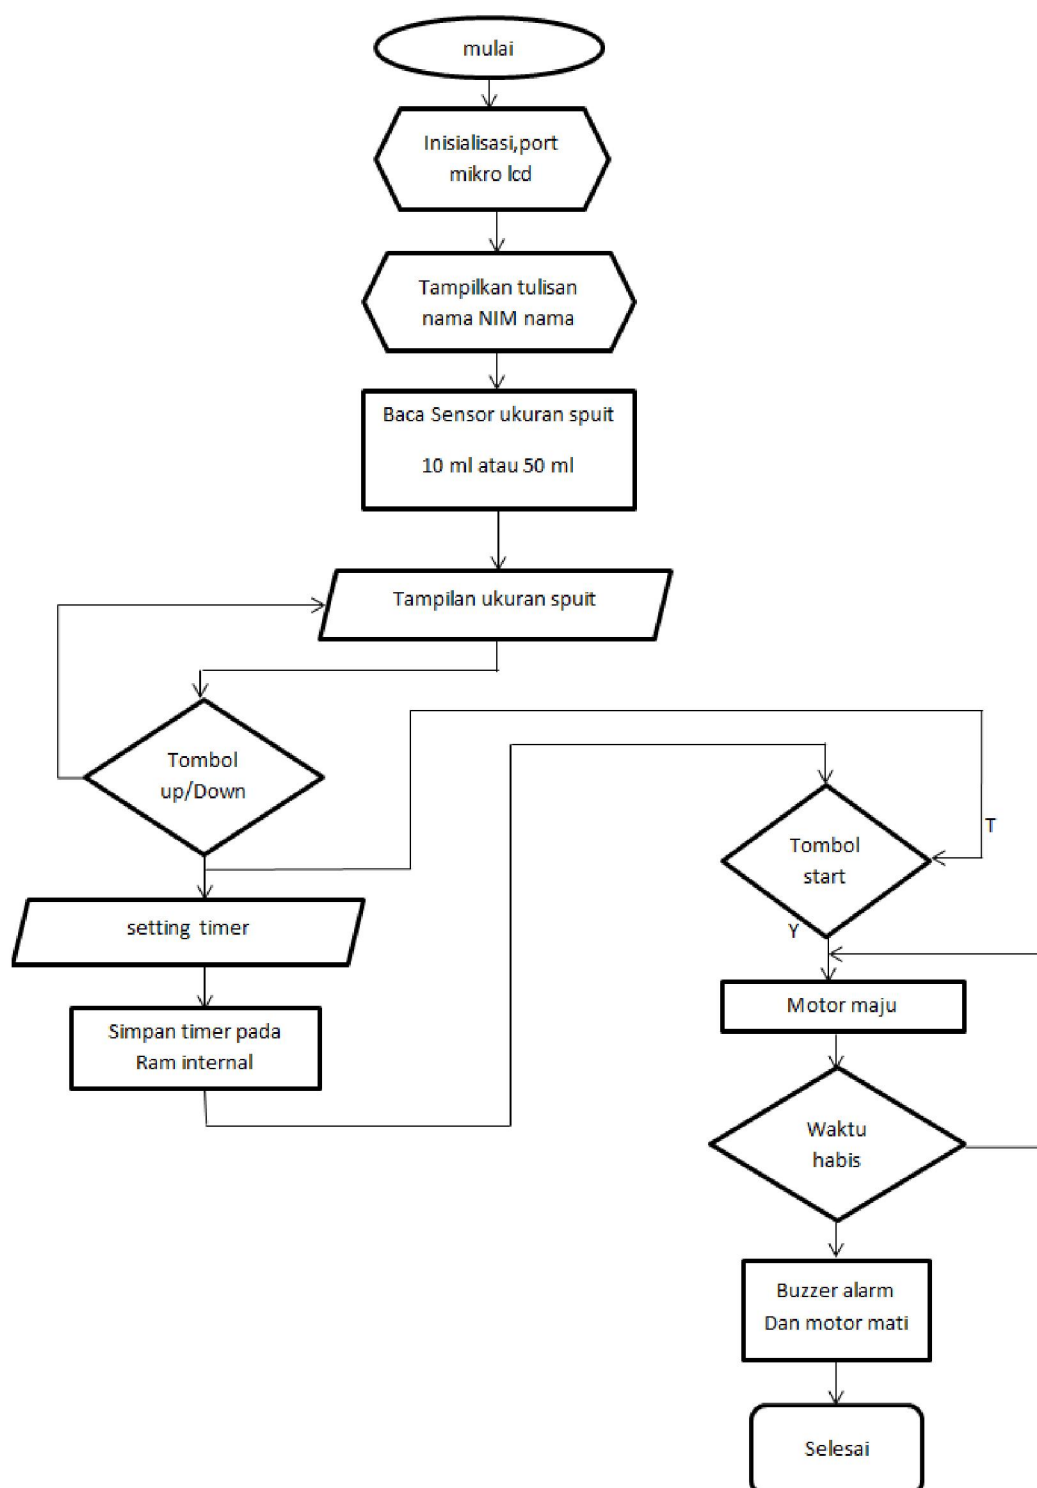 mulai
Inisialisasi,port
mikro lcd
Tampilkan tulisan
nama NIM nama
Baca Sensor ukuran spuit
10 ml atau 50 ml
Tampilan ukuran spuit
Tombol
up/Down
setting timer
Simpan timer pada
Ram internal
Tombol
start
T
Y
Motor maju
Waktu
habis
Buzzer alarm
Dan motor mati
Selesai